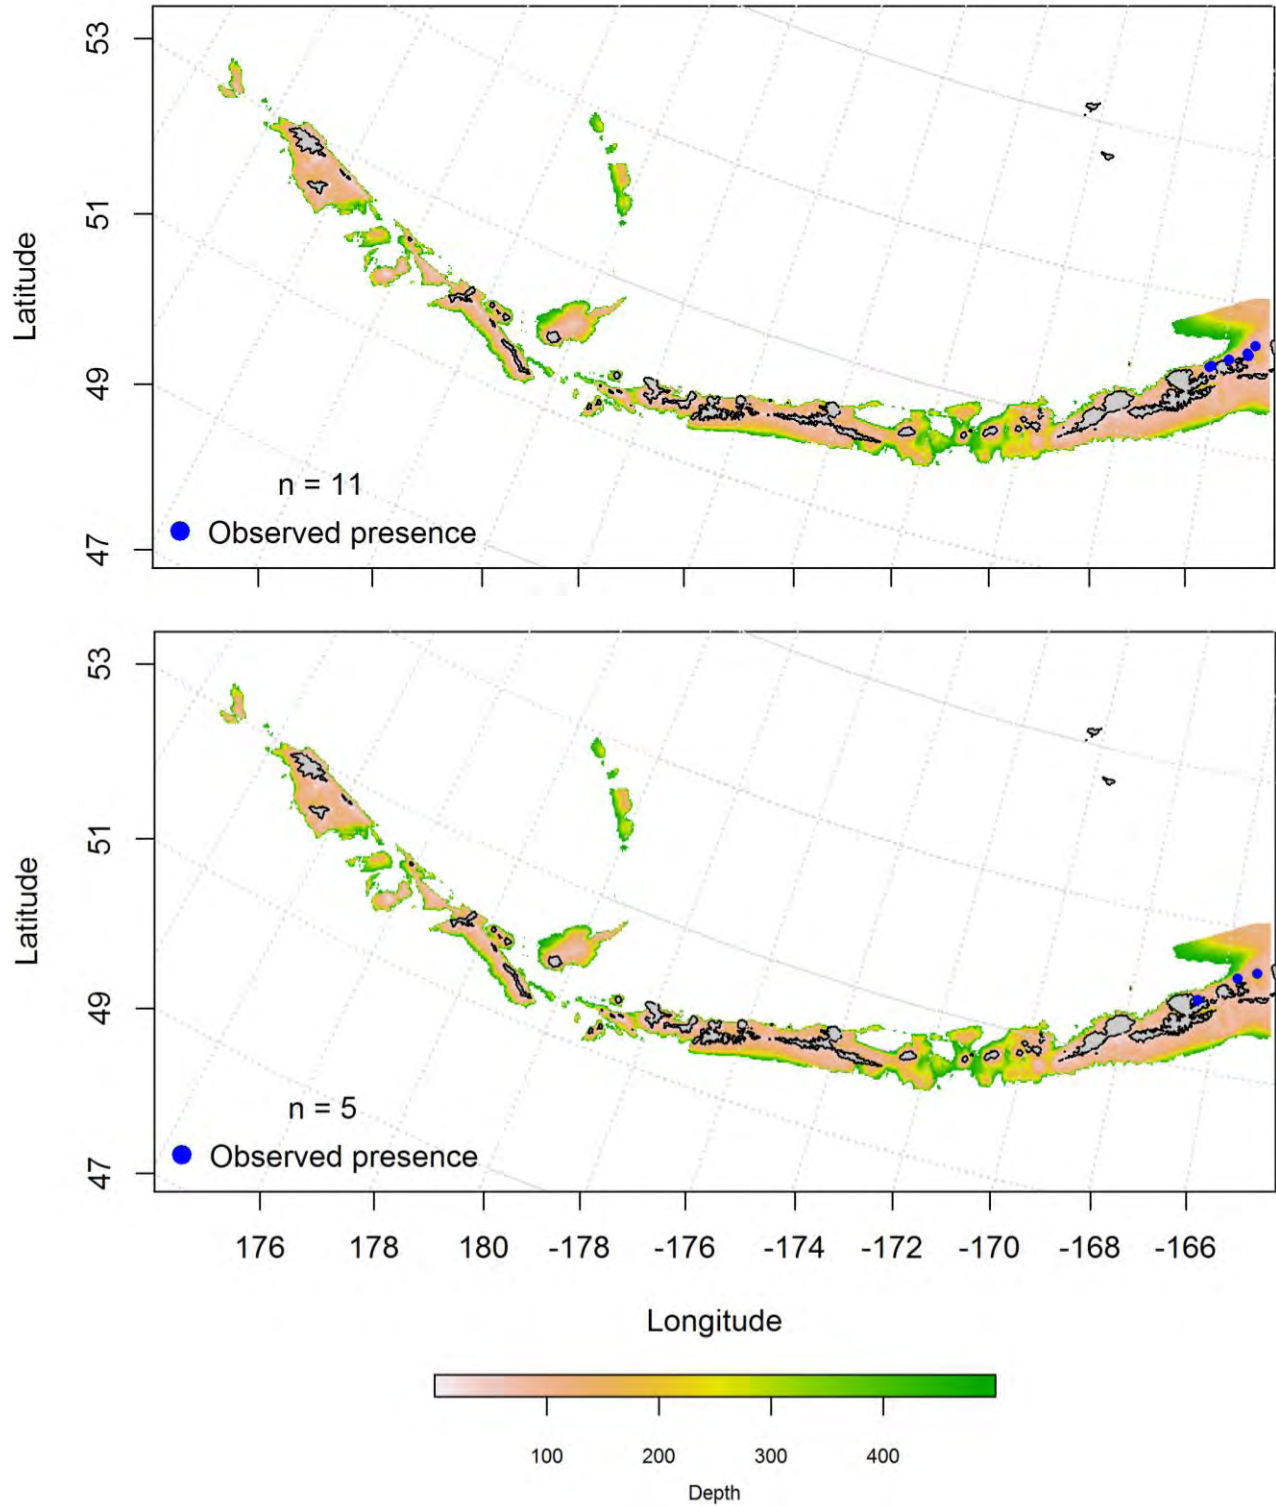 53
51
49
47
Latitude
n = 11
Observed presence
53
51
49
47
Latitude
n = 5
Observed presence
176 178 180 -178 -176 -174 -172 -170 -168 -166
Longitude
100 200 300 400
Depth